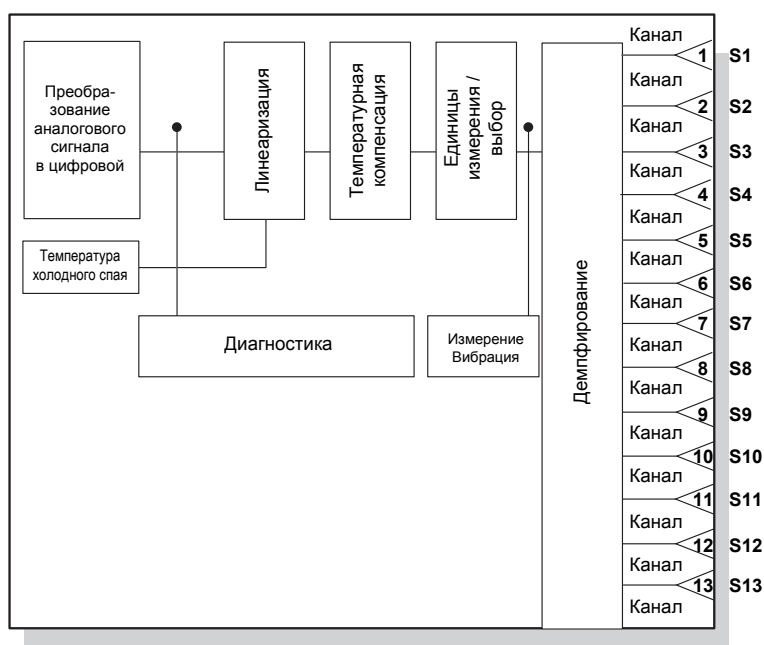 Преобра-
зование
аналогового
сигнала
в цифровой
Линеаризация
Температурная
компенсация
Единицы
измерения /
выбор
Температура
холодного спая
Диагностика
Измерение
Вибрация
Демпфирование
Канал
1 S1
Канал
2 S2
Канал
3 S3
Канал
4 S4
Канал
5 S5
Канал
6 S6
Канал
7 S7
Канал
8 S8
Канал
9 S9
Канал
10 S10
Канал
11 S11
Канал
12 S12
Канал
13 S13
Канал